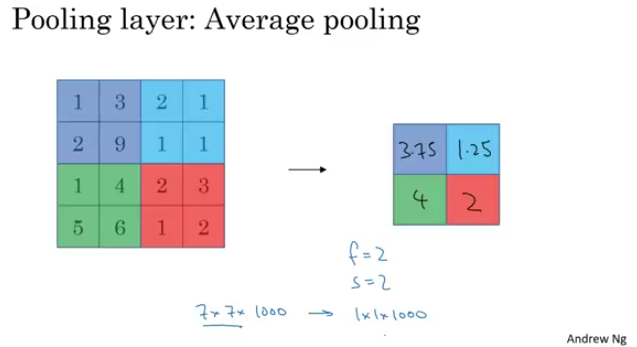 Pooling layer: Average pooling
1 3 2 1
2 9 1 1
1 4 2 3
5 6 1 2
3.75 1.25
4 2
f=2
s=2
7×7×1000 → 1×1×1000
Andrew Ng